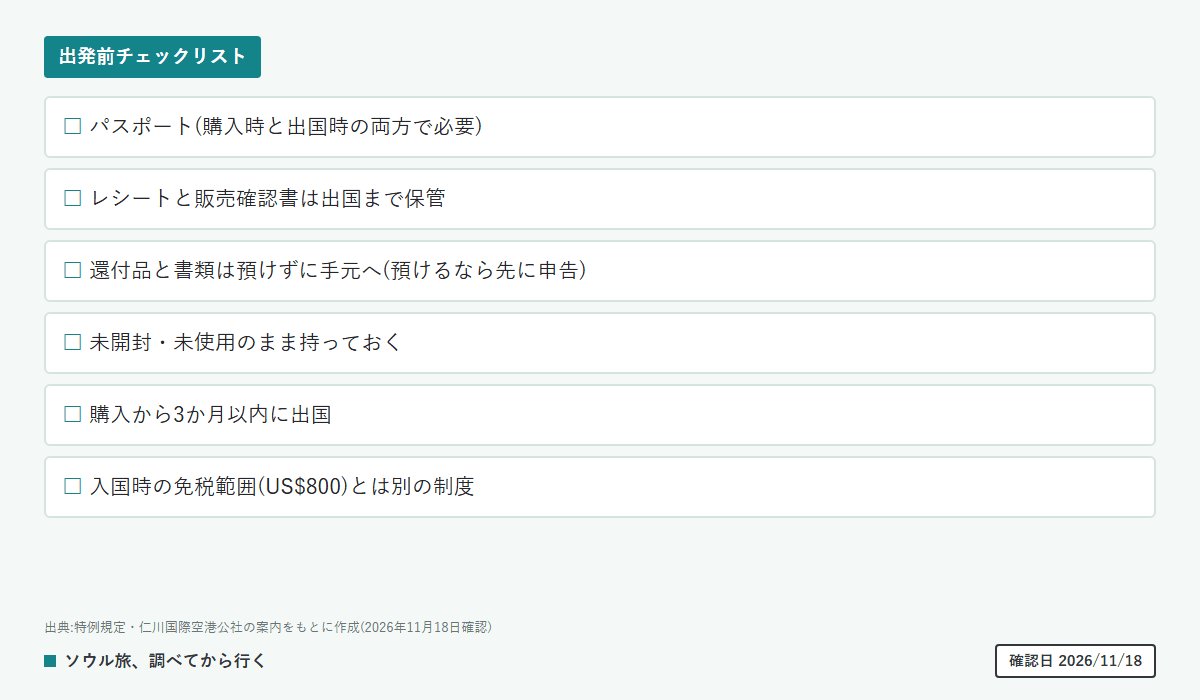 出発前チェックリスト
□ パスポート(購入時と出国時の両方で必要)
□ レシートと販売確認書は出国まで保管
□ 還付品と書類は預けずに手元へ(預けるなら先に申告)
□ 未開封・未使用のまま持っておく
□ 購入から3か月以内に出国
□ 入国時の免税範囲(US$800)とは別の制度
出典:特例規定・仁川国際空港公社の案内をもとに作成(2026年11月18日確認)
ソウル旅、調べてから行く
確認日 2026/11/18